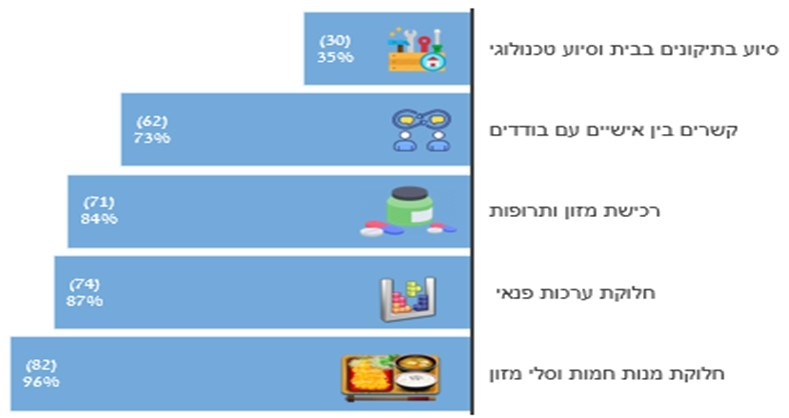 סיוע בתיקונים בבית וסיוע טכנולוגי
(30)
35%
קשרים בין אישיים עם בודדים
(62)
73%
רכישת מזון ותרופות
(71)
84%
חלוקת ערכות פנאי
(74)
87%
חלוקת מנות חמות וסלי מזון
(82)
96%